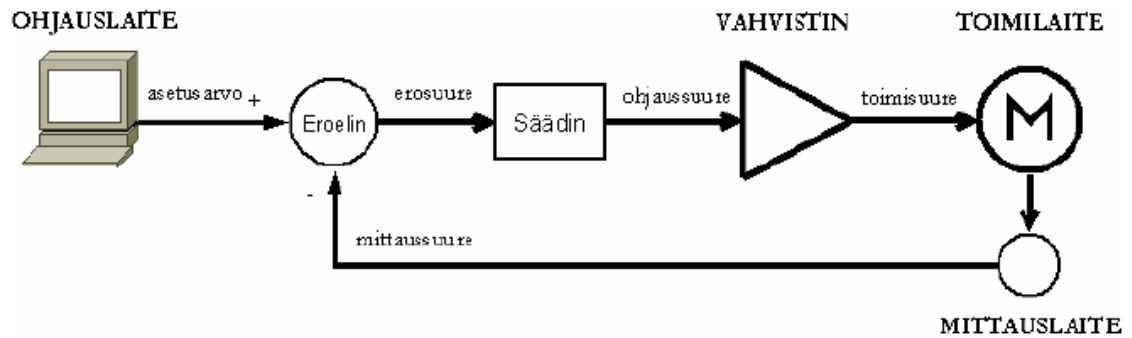 OHJAUSLAITE
VAHVISTIN
TOIMILAITE
asetusarvo +
erosuure
ohjaussuure
toimisuure
Eroelin
Säädin
M
-
mittaussuure
MITTAUSLAITE